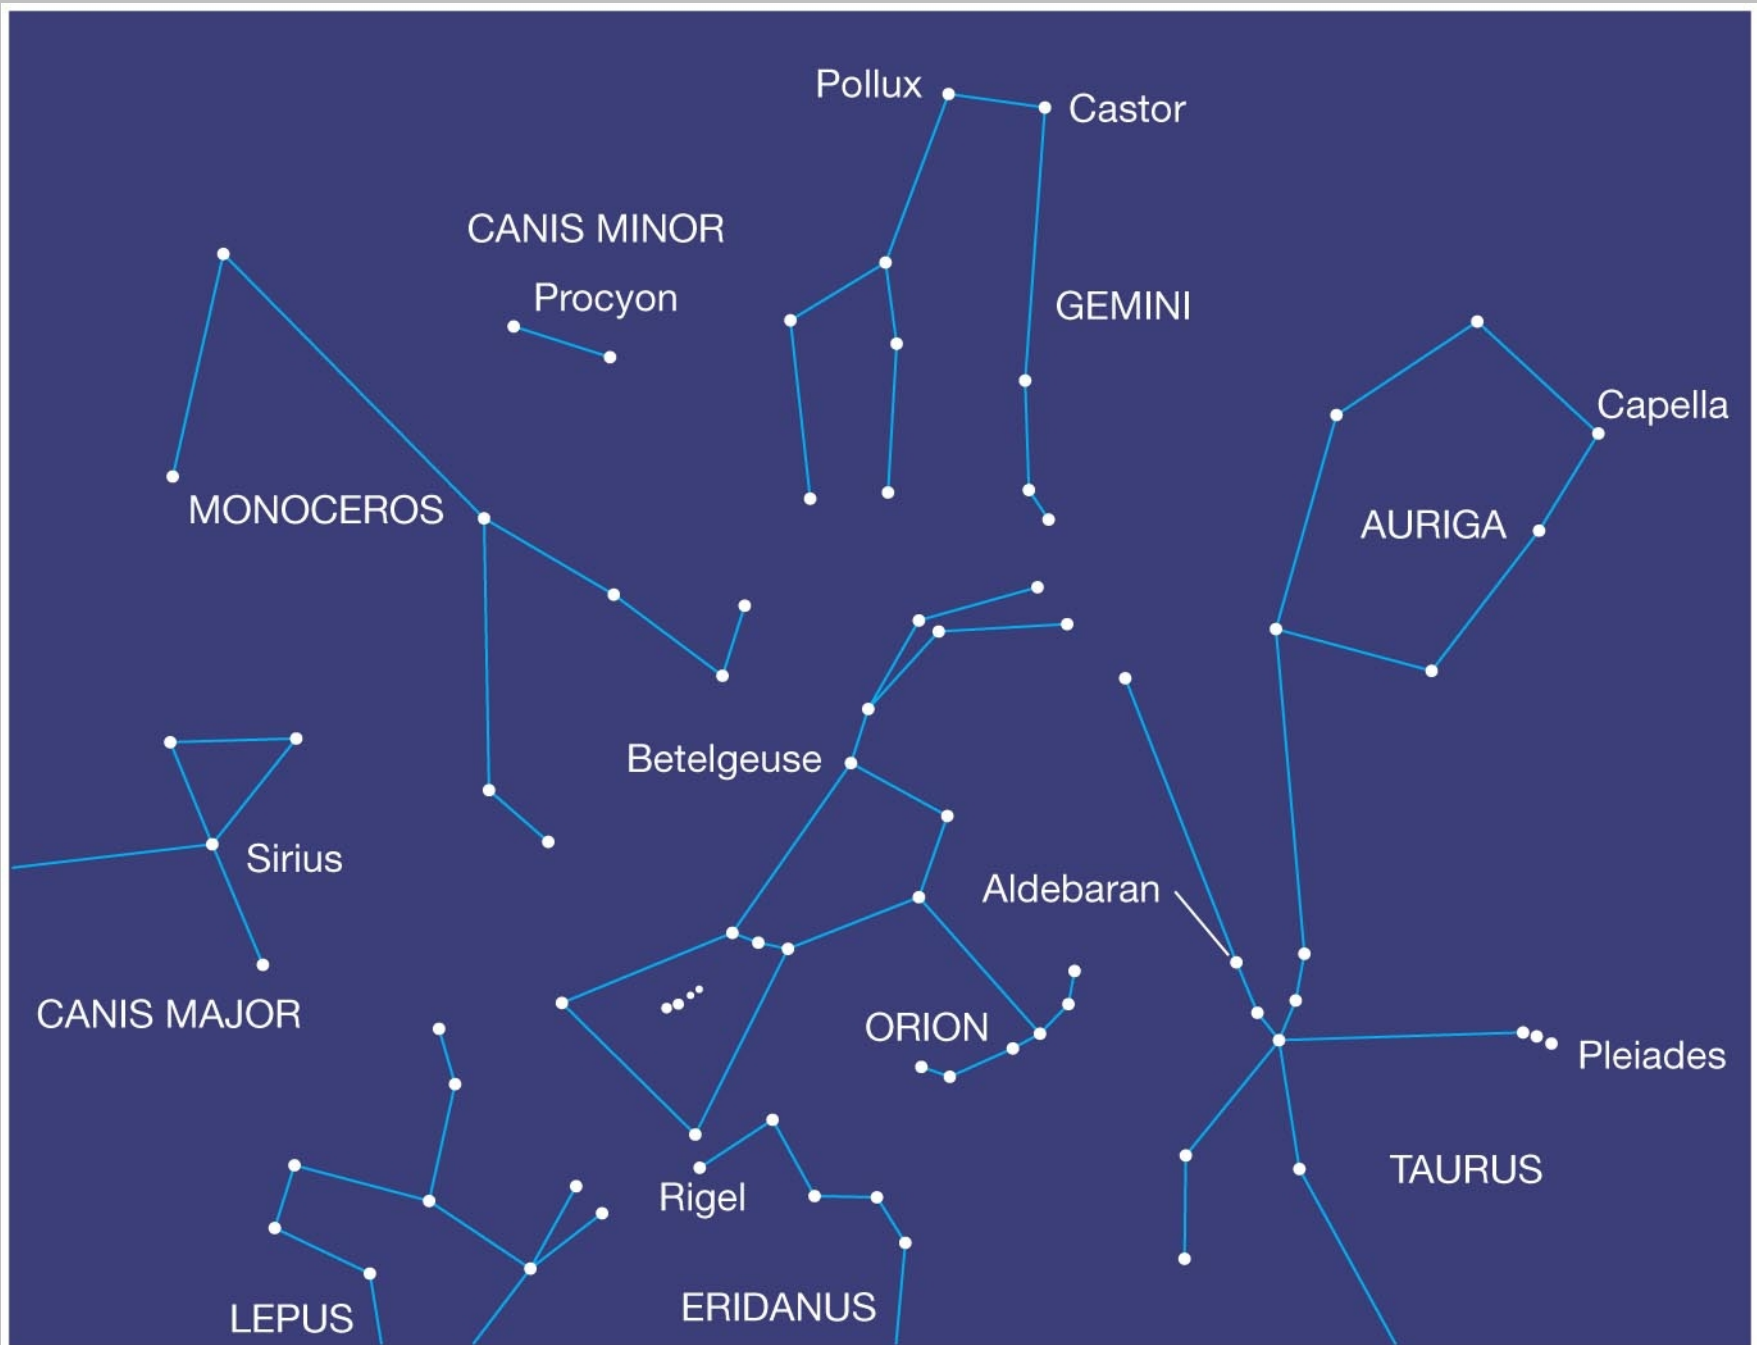 Pollux
Castor
CANIS MINOR
Procyon
GEMINI
Capella
MONOCEROS
AURIGA
Betelgeuse
Sirius
Aldebaran
CANIS MAJOR
ORION
Pleiades
TAURUS
Rigel
LEPUS
ERIDANUS